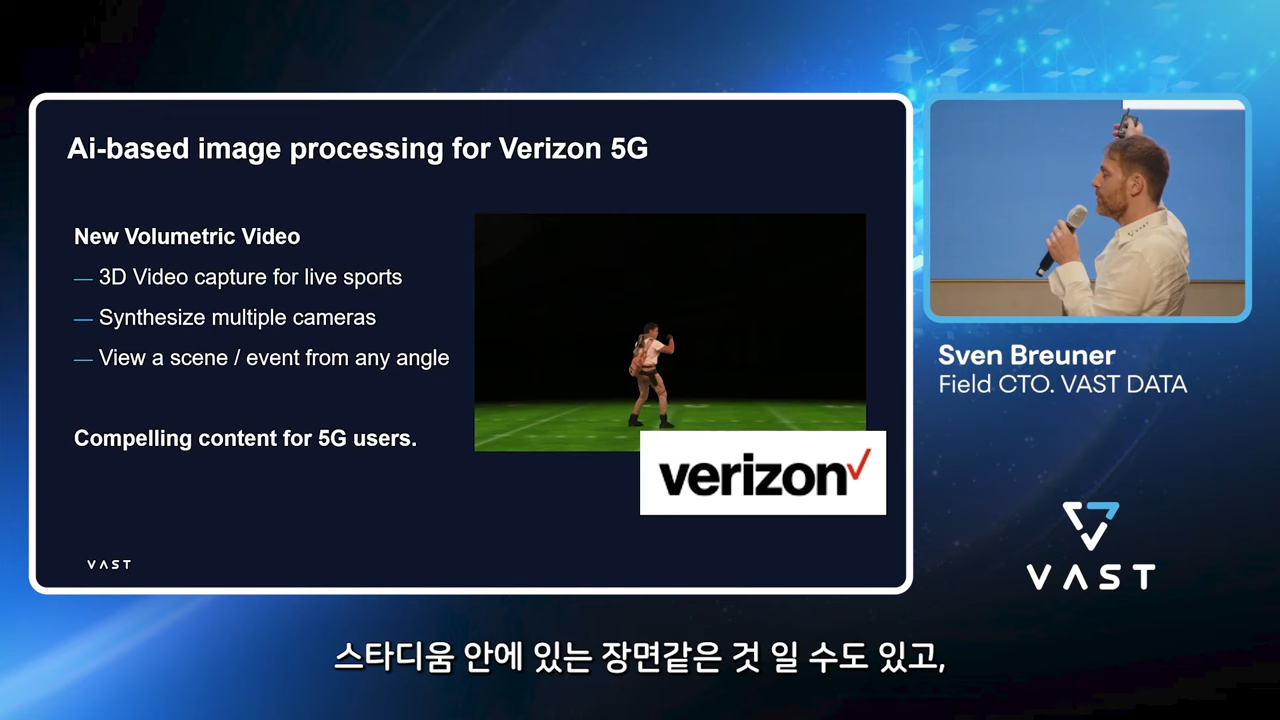 Ai-based image processing for Verizon 5G
New Volumetric Video
— 3D Video capture for live sports
— Synthesize multiple cameras
— View a scene / event from any angle
Compelling content for 5G users.
verizon
VAST
VAST
Sven Breuner
Field CTO. VAST DATA
VAST
스타디움 안에 있는 장면같은 것 일 수도 있고,